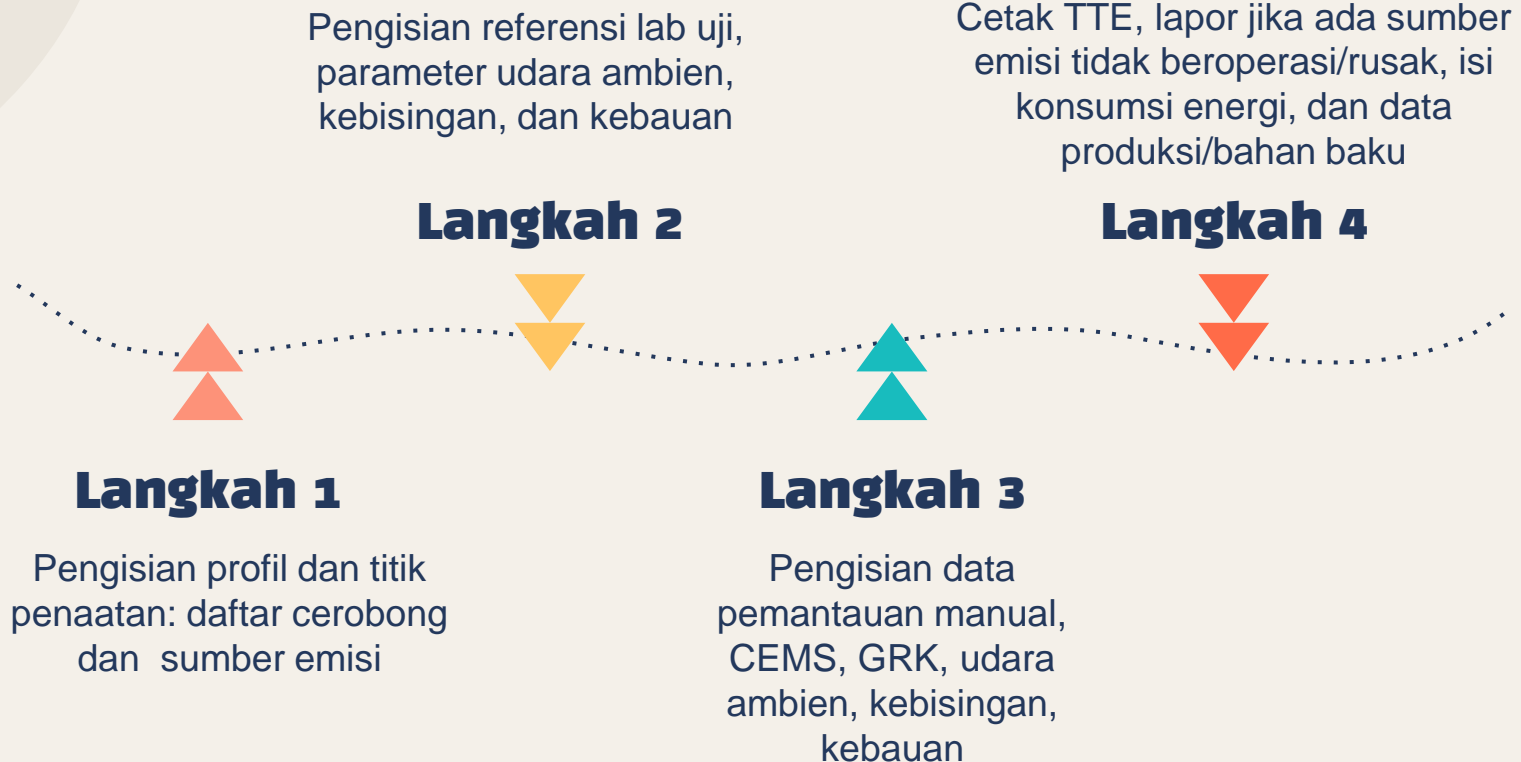 Pengisian referensi lab uji,
parameter udara ambien,
kebisingan, dan kebauan
Langkah 2
Cetak TTE, lapor jika ada sumber
emisi tidak beroperasi/rusak, isi
konsumsi energi, dan data
produksi/bahan baku
Langkah 4
Langkah 1
Pengisian profil dan titik
penaatan: daftar cerobong
dan  sumber emisi
Langkah 3
Pengisian data
pemantauan manual,
CEMS, GRK, udara
ambien, kebisingan,
kebauan